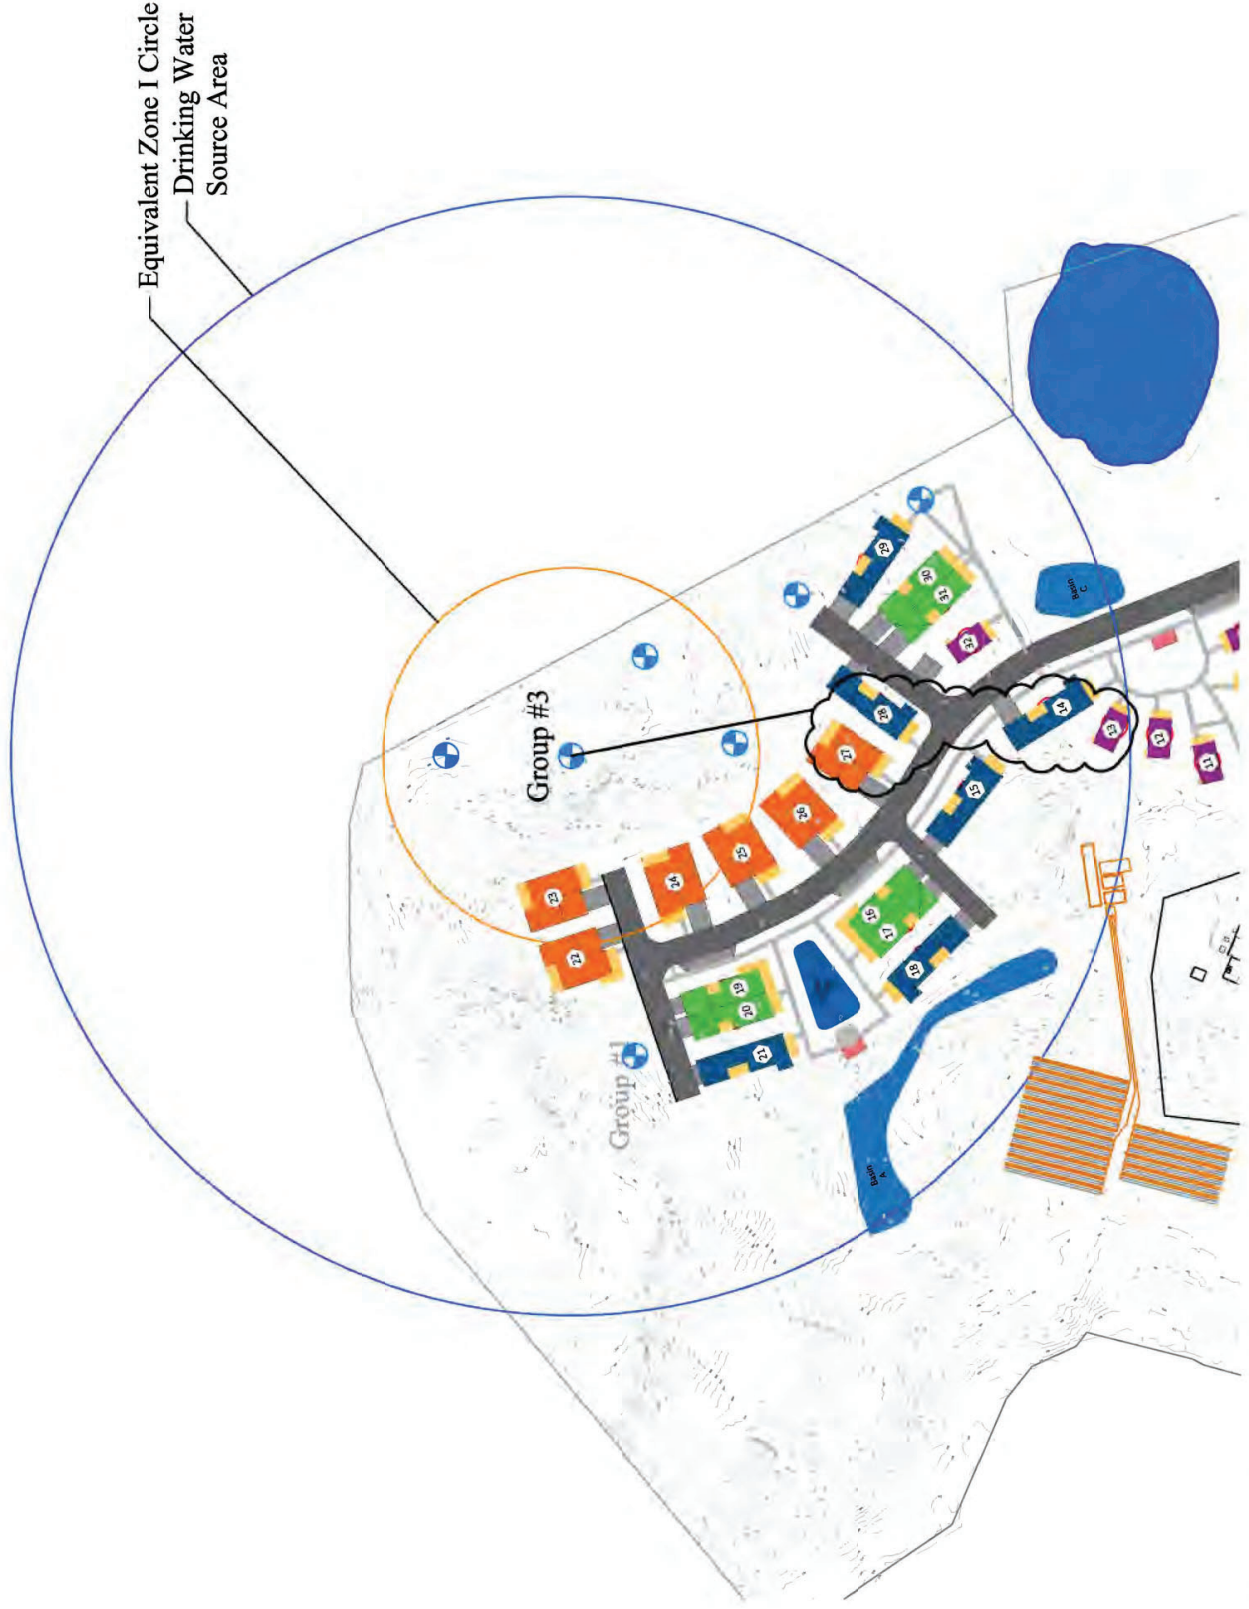 Equivalent Zone I Circle
Drinking Water
Source Area
Group #3
Group #1
Basin
C
Basin
A
29
30
31
32
28
27
14
13
12
11
15
26
25
24
23
22
16
17
18
19
20
21